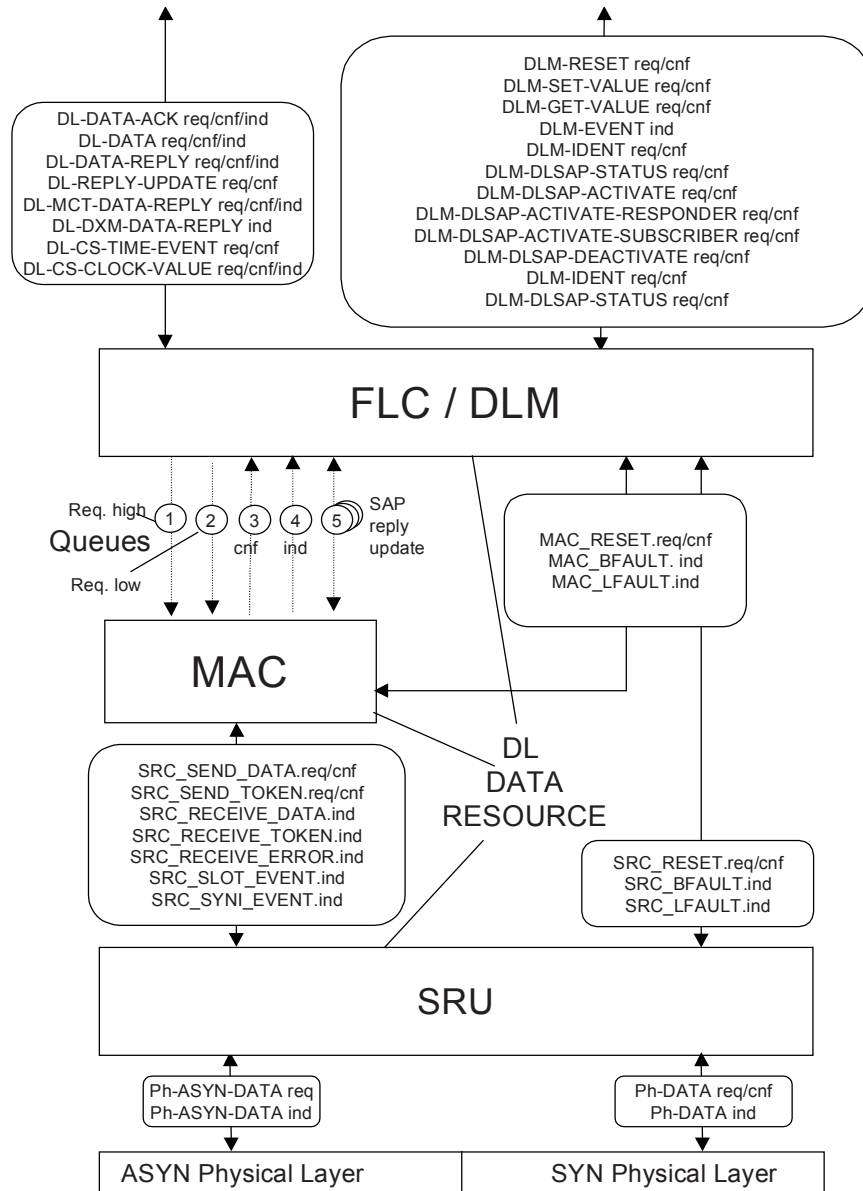 DL-DATA-ACK req/cnf/ind
DL-DATA req/cnf/ind
DL-DATA-REPLY req/cnf/ind
DL-REPLY-UPDATE req/cnf
DL-MCT-DATA-REPLY req/cnf/ind
DL-DXM-DATA-REPLY ind
DL-CS-TIME-EVENT req/cnf
DL-CS-CLOCK-VALUE req/cnf/ind
DLM-RESET req/cnf
DLM-SET-VALUE req/cnf
DLM-GET-VALUE req/cnf
DLM-EVENT ind
DLM-IDENT req/cnf
DLM-DLSAP-STATUS req/cnf
DLM-DLSAP-ACTIVATE req/cnf
DLM-DLSAP-ACTIVATE-RESPONDER req/cnf
DLM-DLSAP-ACTIVATE-SUBSCRIBER req/cnf
DLM-DLSAP-DEACTIVATE req/cnf
DLM-IDENT req/cnf
DLM-DLSAP-STATUS req/cnf
FLC / DLM
Req. high
1
2
3
4
5
SAP
reply
update
Queues
cnf
ind
Req. low
MAC_RESET.req/cnf
MAC_BFAULT. ind
MAC_LFAULT.ind
MAC
DL
DATA
RESOURCE
SRC_SEND_DATA.req/cnf
SRC_SEND_TOKEN.req/cnf
SRC_RECEIVE_DATA.ind
SRC_RECEIVE_TOKEN.ind
SRC_RECEIVE_ERROR.ind
SRC_SLOT_EVENT.ind
SRC_SYNI_EVENT.ind
SRC_RESET.req/cnf
SRC_BFAULT.ind
SRC_LFAULT.ind
SRU
Ph-ASYN-DATA req
Ph-ASYN-DATA ind
Ph-DATA req/cnf
Ph-DATA ind
ASYN Physical Layer
SYN Physical Layer